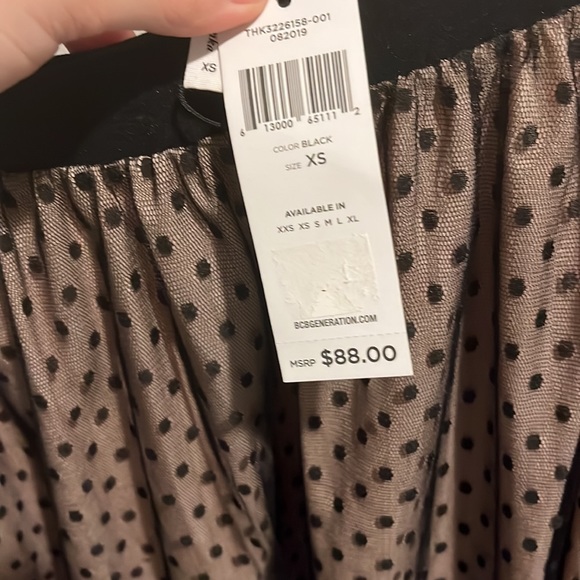 THK3226158-001
082019
XS
6 13000 65111 2
COLOR BLACK
SIZE XS
AVAILABLE IN
XXS XS S M L XL
BCBGENERATION.COM
MSRP $88.00